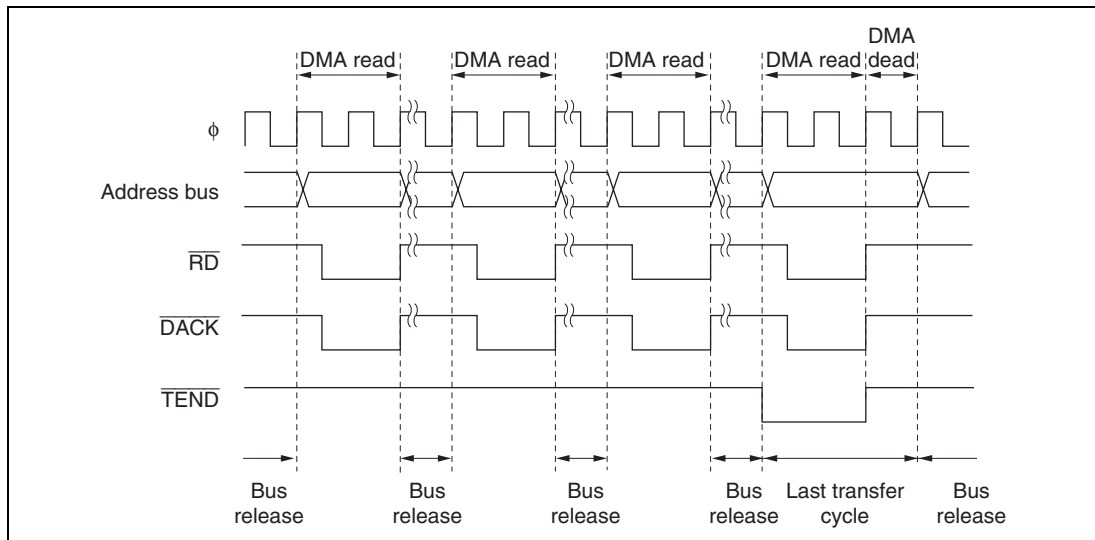 DMA
DMA read DMA read DMA read DMA read dead
ϕ
Address bus
RD
DACK
TEND
Bus release
Bus release
Bus release
Bus release
Last transfer cycle
Bus release